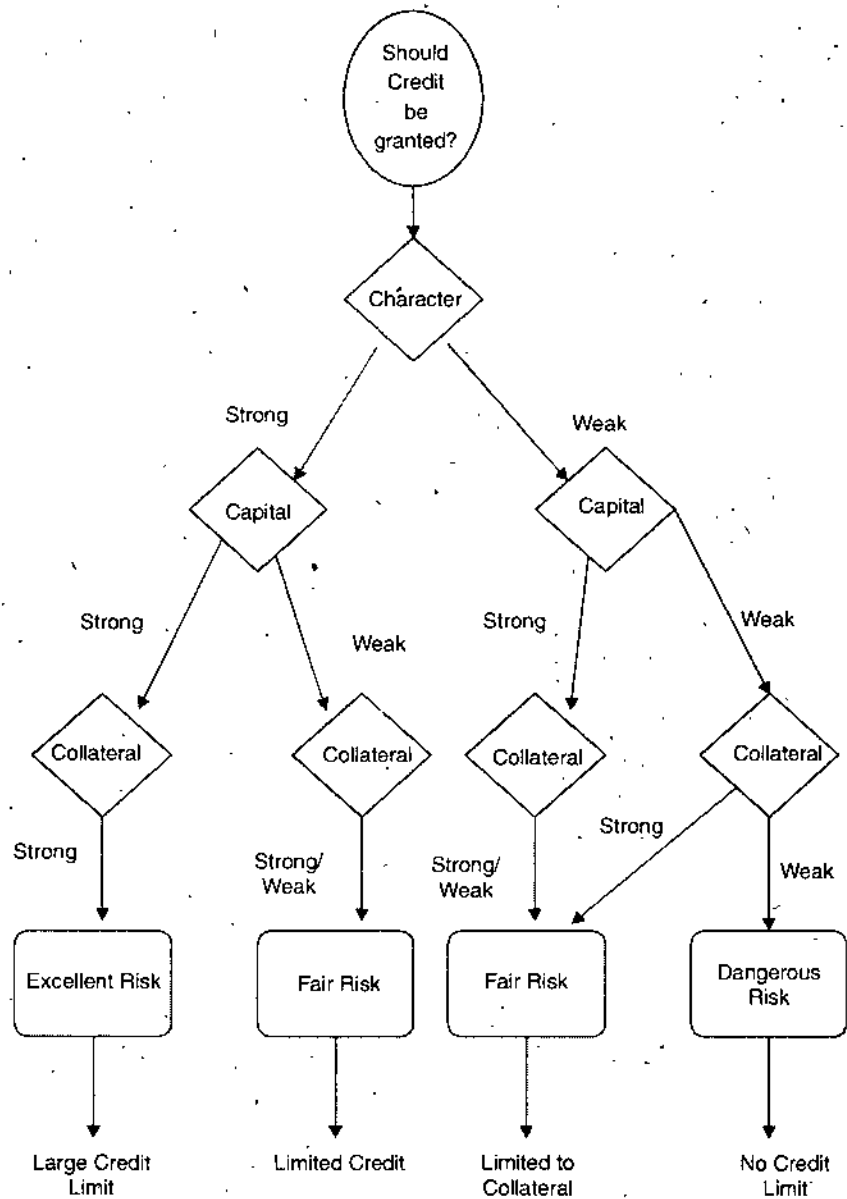 Should
Credit
be
granted?
Character
Strong
Weak
Capital
Capital
Strong
Weak
Strong
Weak
Collateral
Collateral
Collateral
Collateral
Strong
Strong/
Weak
Strong/
Weak
Strong
Weak
Excellent Risk
Fair Risk
Fair Risk
Dangerous
Risk
Large Credit
Limit
Limited Credit
Limited to
Collateral
No Credit
Limit